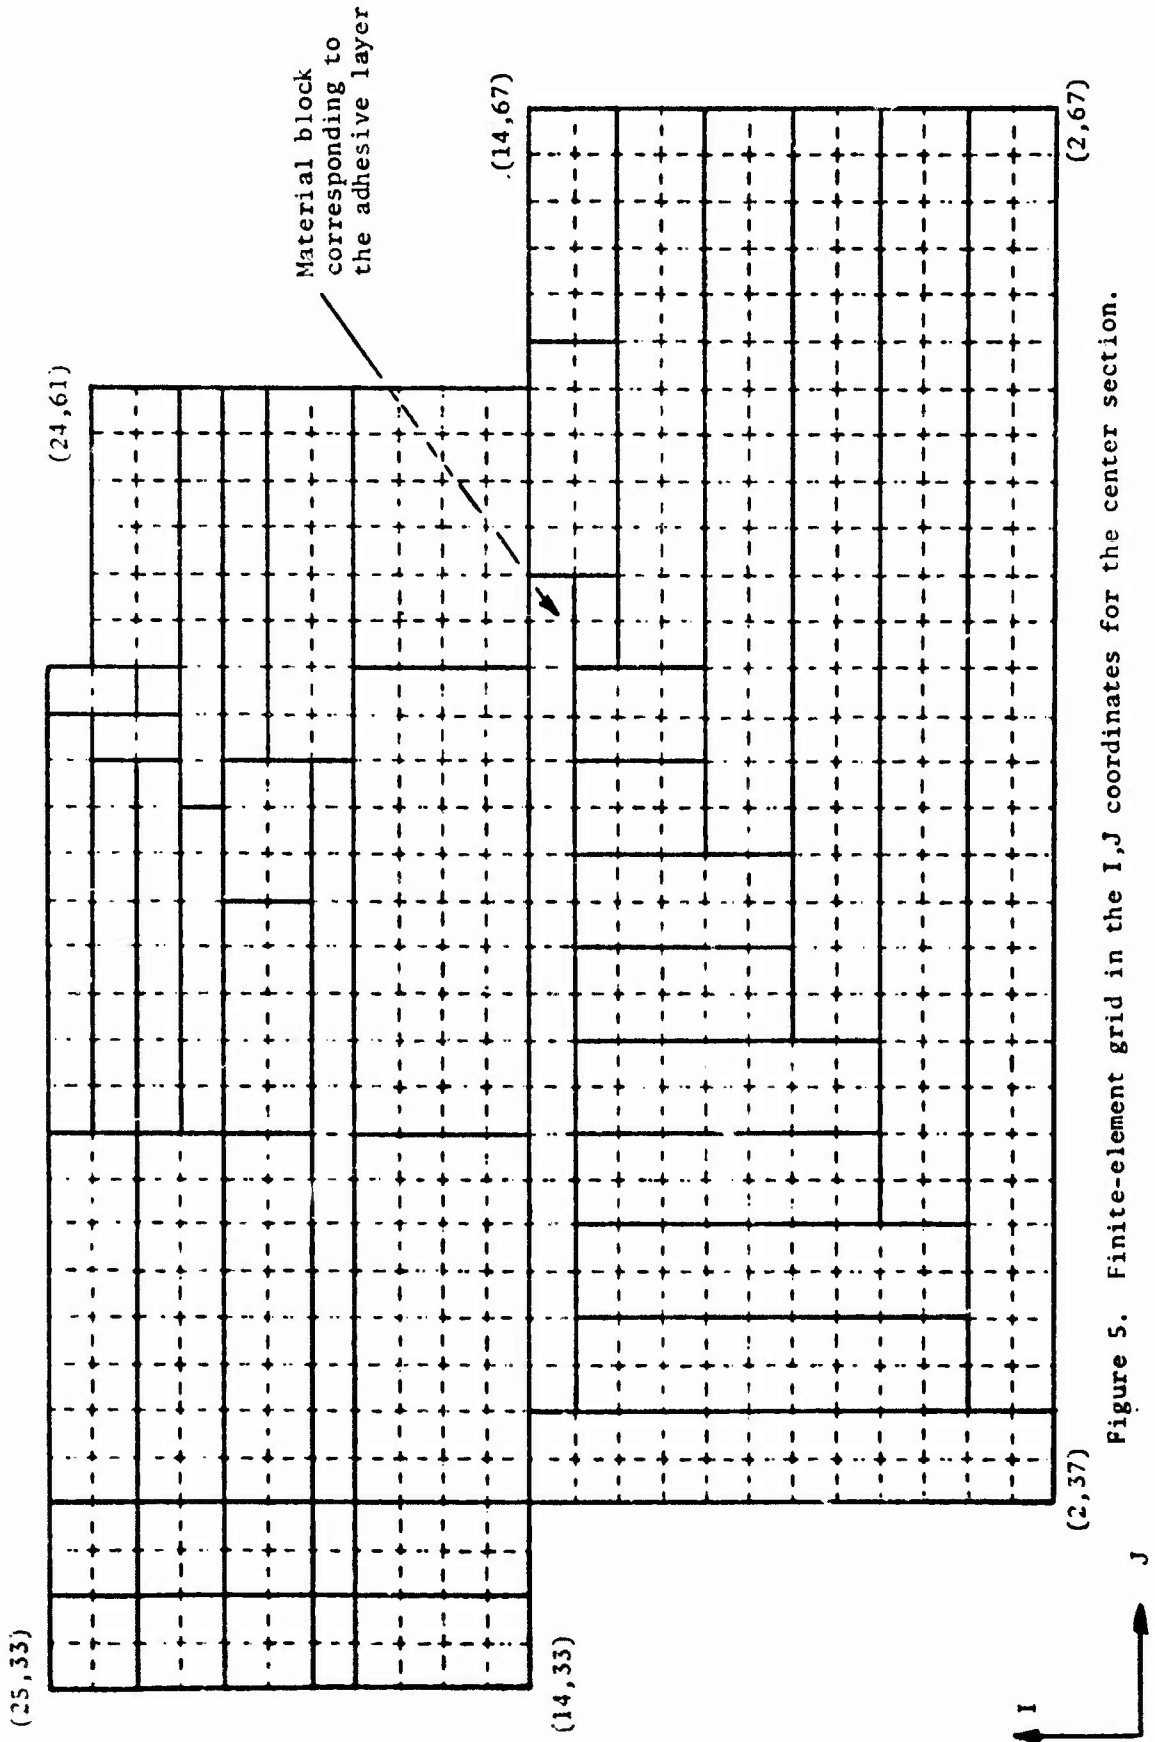 (25,33)
(24,61)
Material block
corresponding to
the adhesive layer
(14,67)
(14,33)
(2,37)
(2,67)
I
J
Figure 5. Finite-element grid in the I,J coordinates for the center section.